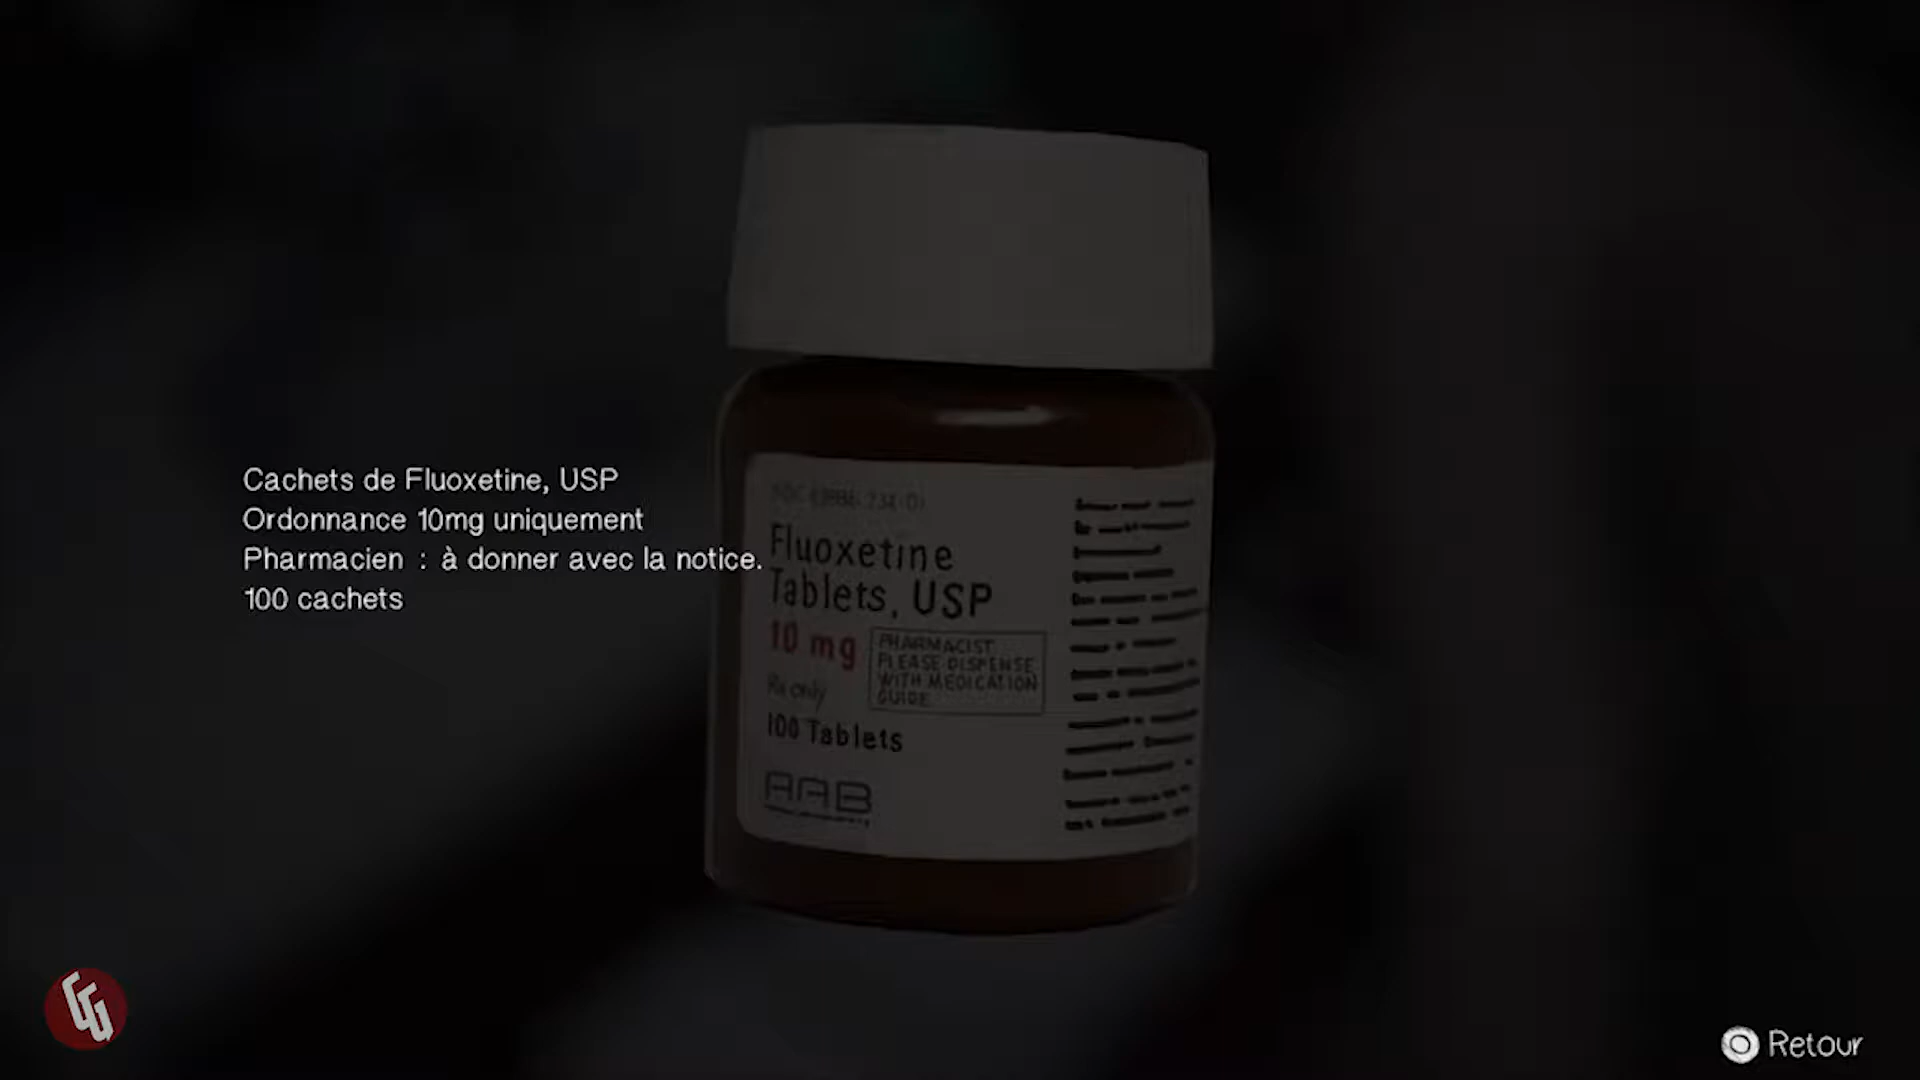 Cachets de Fluoxetine, USP
Ordonnance 10mg uniquement
Pharmacien : à donner avec la notice.
100 cachets
Fluoxetine
Tablets, USP
10 mg
PHARMACIST
PLEASE DISPENSE
WITH MEDICATION
GUIDE
Rx only
100 Tablets
AAB
Retour